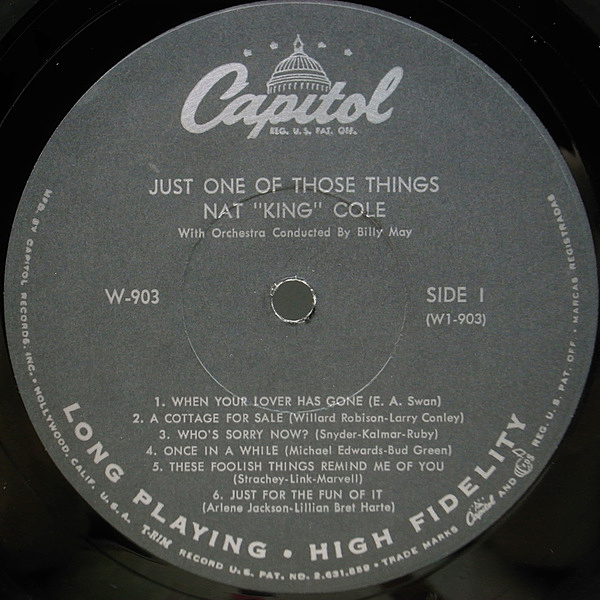 Capitol
REG. U.S. PAT. OFF.
JUST ONE OF THOSE THINGS
NAT "KING" COLE
With Orchestra Conducted By Billy May
W-903
SIDE 1
(W1-903)
1. WHEN YOUR LOVER HAS GONE (E. A. Swan)
2. A COTTAGE FOR SALE (Willard Robison-Larry Conley)
3. WHO'S SORRY NOW? (Snyder-Kalmar-Ruby)
4. ONCE IN A WHILE (Michael Edwards-Bud Green)
5. THESE FOOLISH THINGS REMIND ME OF YOU
(Strachey-Link-Marvell)
6. JUST FOR THE FUN OF IT
(Arlene Jackson-Lillian Bret Harte)
LONG PLAYING • HIGH FIDELITY
MFD. BY CAPITOL RECORDS, INC. • HOLLYWOOD, CALIF. U.S.A. T-RIM RECORD U.S. PAT. NO. 2,631,859 • TRADE MARKS Capitol AND REG. U.S. PAT. OFF. • MARCAS REGISTRADAS